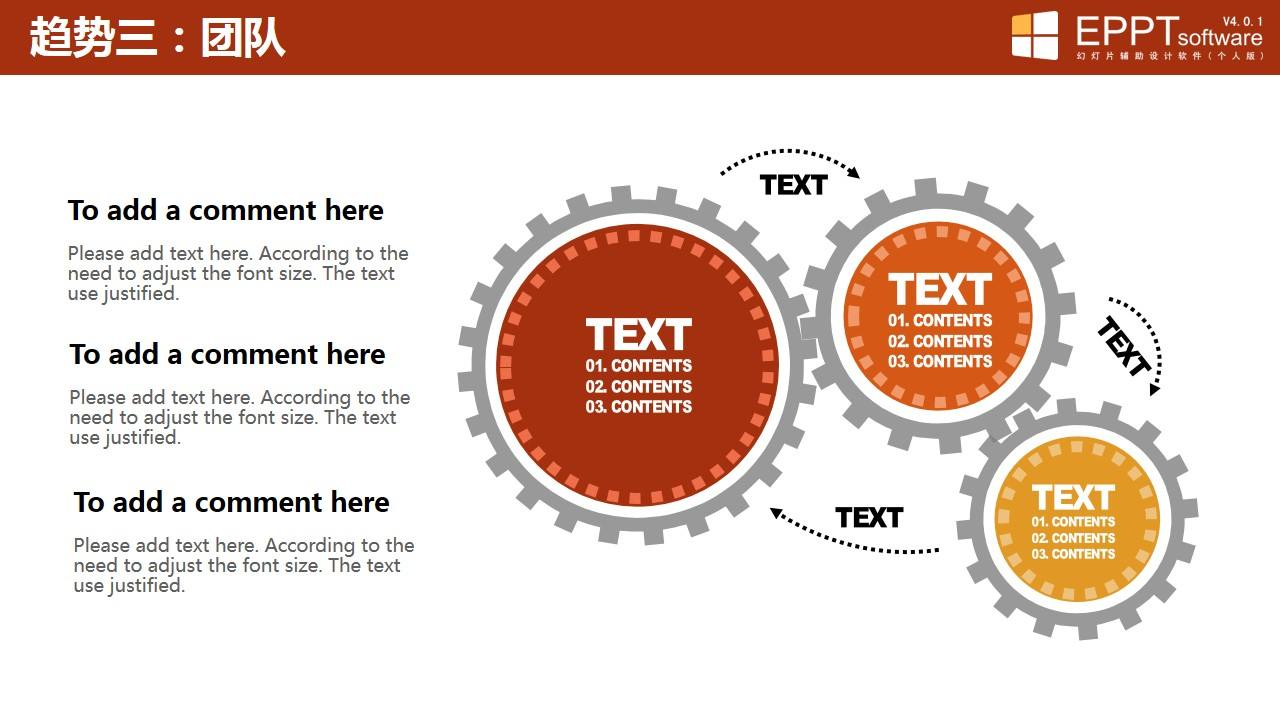 趋势三：团队
V4.0.1
EPPTsoftware
幻灯片辅助设计软件(个人版)
To add a comment here
Please add text here. According to the
need to adjust the font size. The text
use justified.
To add a comment here
Please add text here. According to the
need to adjust the font size. The text
use justified.
To add a comment here
Please add text here. According to the
need to adjust the font size. The text
use justified.
TEXT
TEXT
01. CONTENTS
02. CONTENTS
03. CONTENTS
TEXT
01. CONTENTS
02. CONTENTS
03. CONTENTS
TEXT
TEXT
01. CONTENTS
02. CONTENTS
03. CONTENTS
TEXT